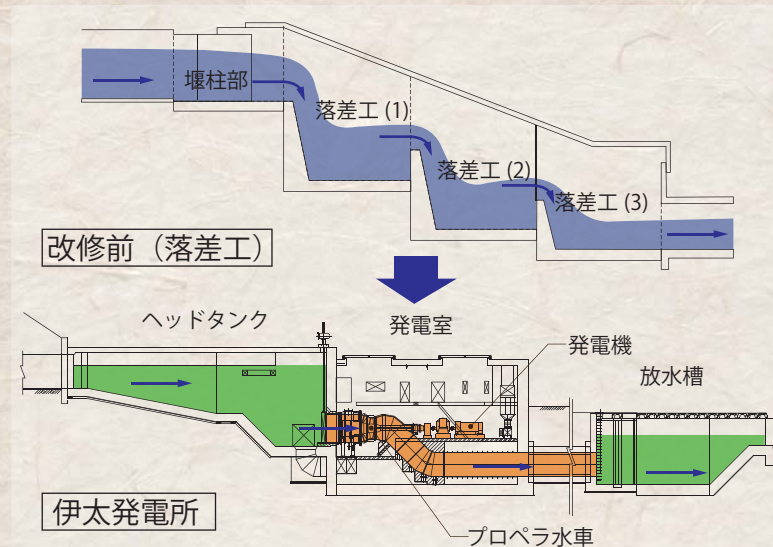 堰柱部
落差工 (1)
落差工 (2)
落差工 (3)
改修前（落差工）
ヘッドタンク
発電室
発電機
放水槽
伊太発電所
プロペラ水車